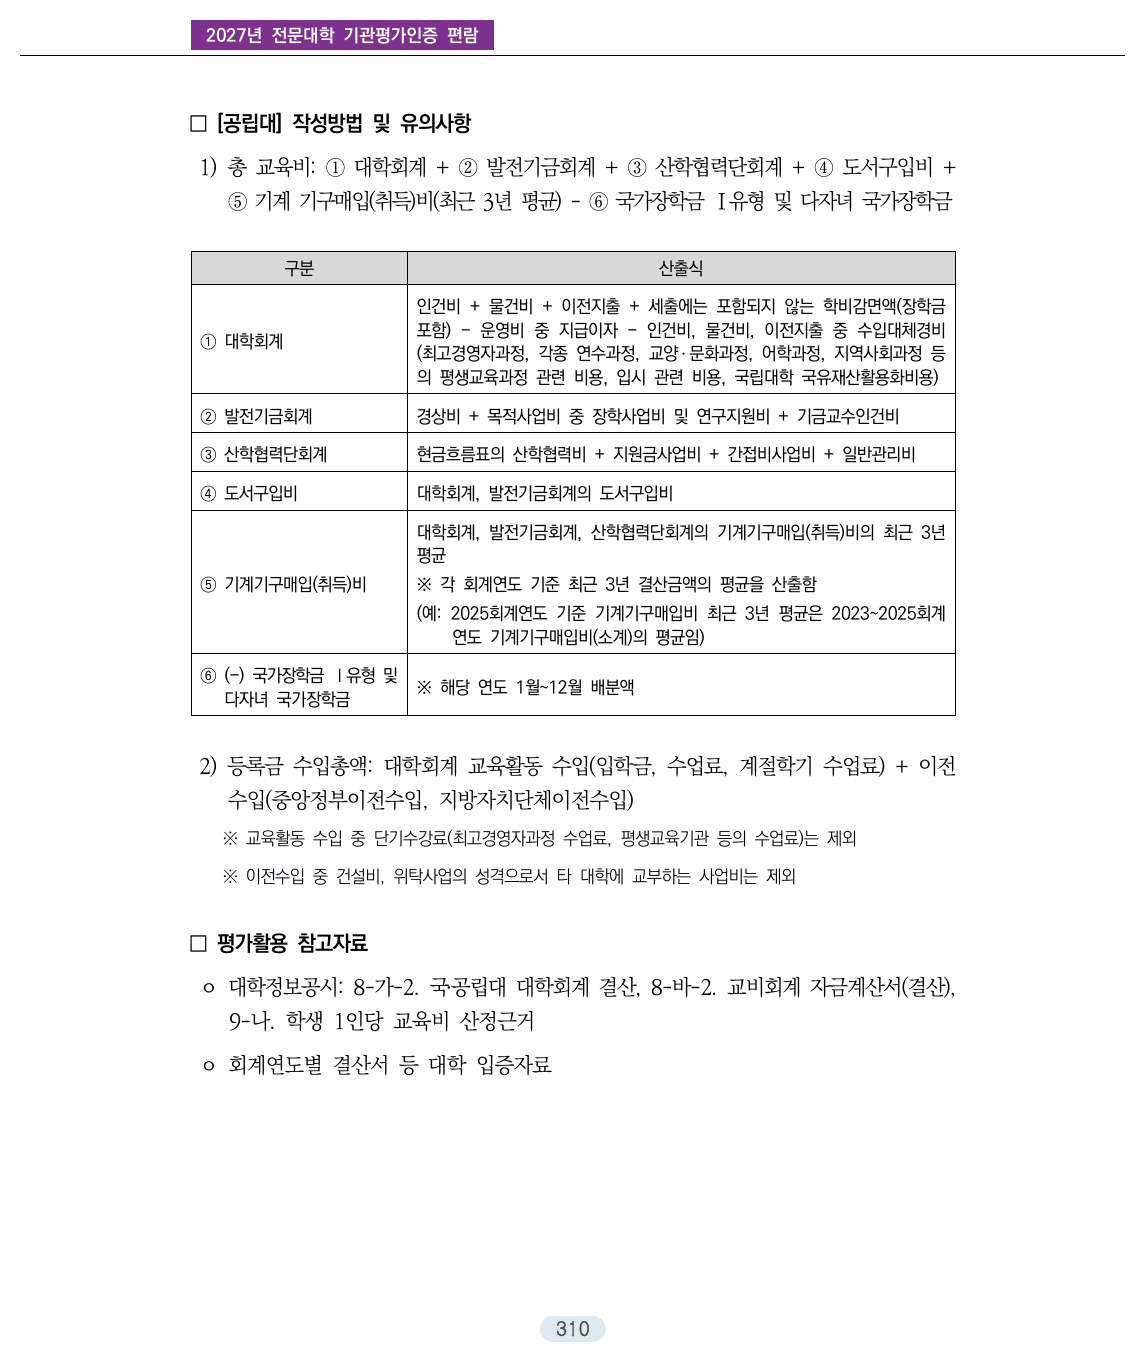 2027년 전문대학 기관평가인증 편람
□ [공립대] 작성방법 및 유의사항
1) 총 교육비: ① 대학회계 + ② 발전기금회계 + ③ 산학협력단회계 + ④ 도서구입비 +
⑤ 기계 기구매입(취득)비(최근 3년 평균) - ⑥ 국가장학금 Ⅰ유형 및 다자녀 국가장학금
구분 산출식
① 대학회계
인건비 + 물건비 + 이전지출 + 세출에는 포함되지 않는 학비감면액(장학금
포함) - 운영비 중 지급이자 - 인건비, 물건비, 이전지출 중 수입대체경비
(최고경영자과정, 각종 연수과정, 교양·문화과정, 어학과정, 지역사회과정 등
의 평생교육과정 관련 비용, 입시 관련 비용, 국립대학 국유재산활용화비용)
② 발전기금회계 경상비 + 목적사업비 중 장학사업비 및 연구지원비 + 기금교수인건비
③ 산학협력단회계 현금흐름표의 산학협력비 + 지원금사업비 + 간접비사업비 + 일반관리비
④ 도서구입비 대학회계, 발전기금회계의 도서구입비
⑤ 기계기구매입(취득)비
대학회계, 발전기금회계, 산학협력단회계의 기계기구매입(취득)비의 최근 3년
평균
※ 각 회계연도 기준 최근 3년 결산금액의 평균을 산출함
(예: 2025회계연도 기준 기계기구매입비 최근 3년 평균은 2023~2025회계
연도 기계기구매입비(소계)의 평균임)
⑥ (-) 국가장학금 Ⅰ유형 및
다자녀 국가장학금
※ 해당 연도 1월~12월 배분액
2) 등록금 수입총액: 대학회계 교육활동 수입(입학금, 수업료, 계절학기 수업료) + 이전
수입(중앙정부이전수입, 지방자치단체이전수입)
※ 교육활동 수입 중 단기수강료(최고경영자과정 수업료, 평생교육기관 등의 수업료)는 제외
※ 이전수입 중 건설비, 위탁사업의 성격으로서 타 대학에 교부하는 사업비는 제외
□ 평가활용 참고자료
ㅇ 대학정보공시: 8-가-2. 국공립대 대학회계 결산, 8-바-2. 교비회계 자금계산서(결산),
9-나. 학생 1인당 교육비 산정근거
ㅇ 회계연도별 결산서 등 대학 입증자료
310